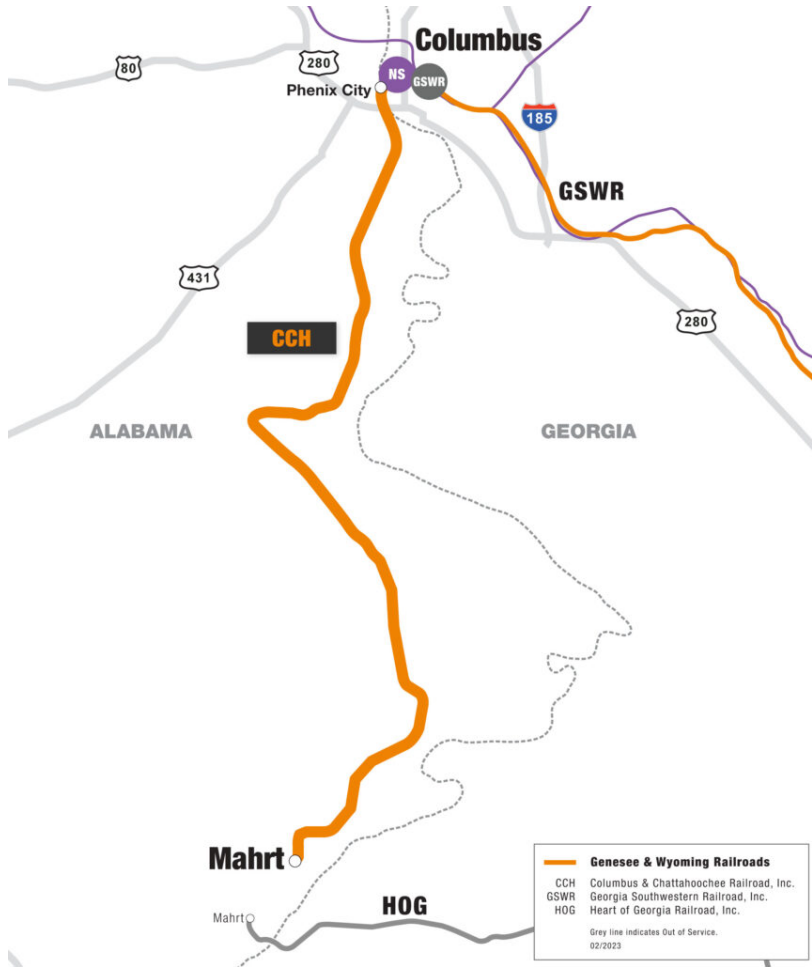 Columbus
80
280
NS
GSWR
Phenix City
185
GSWR
431
280
CCH
ALABAMA
GEORGIA
Mahrt
Mahrt
HOG
Genesee & Wyoming Railroads
CCH Columbus & Chattahoochee Railroad, Inc.
GSWR Georgia Southwestern Railroad, Inc.
HOG Heart of Georgia Railroad, Inc.
Grey line indicates Out of Service.
02/2023